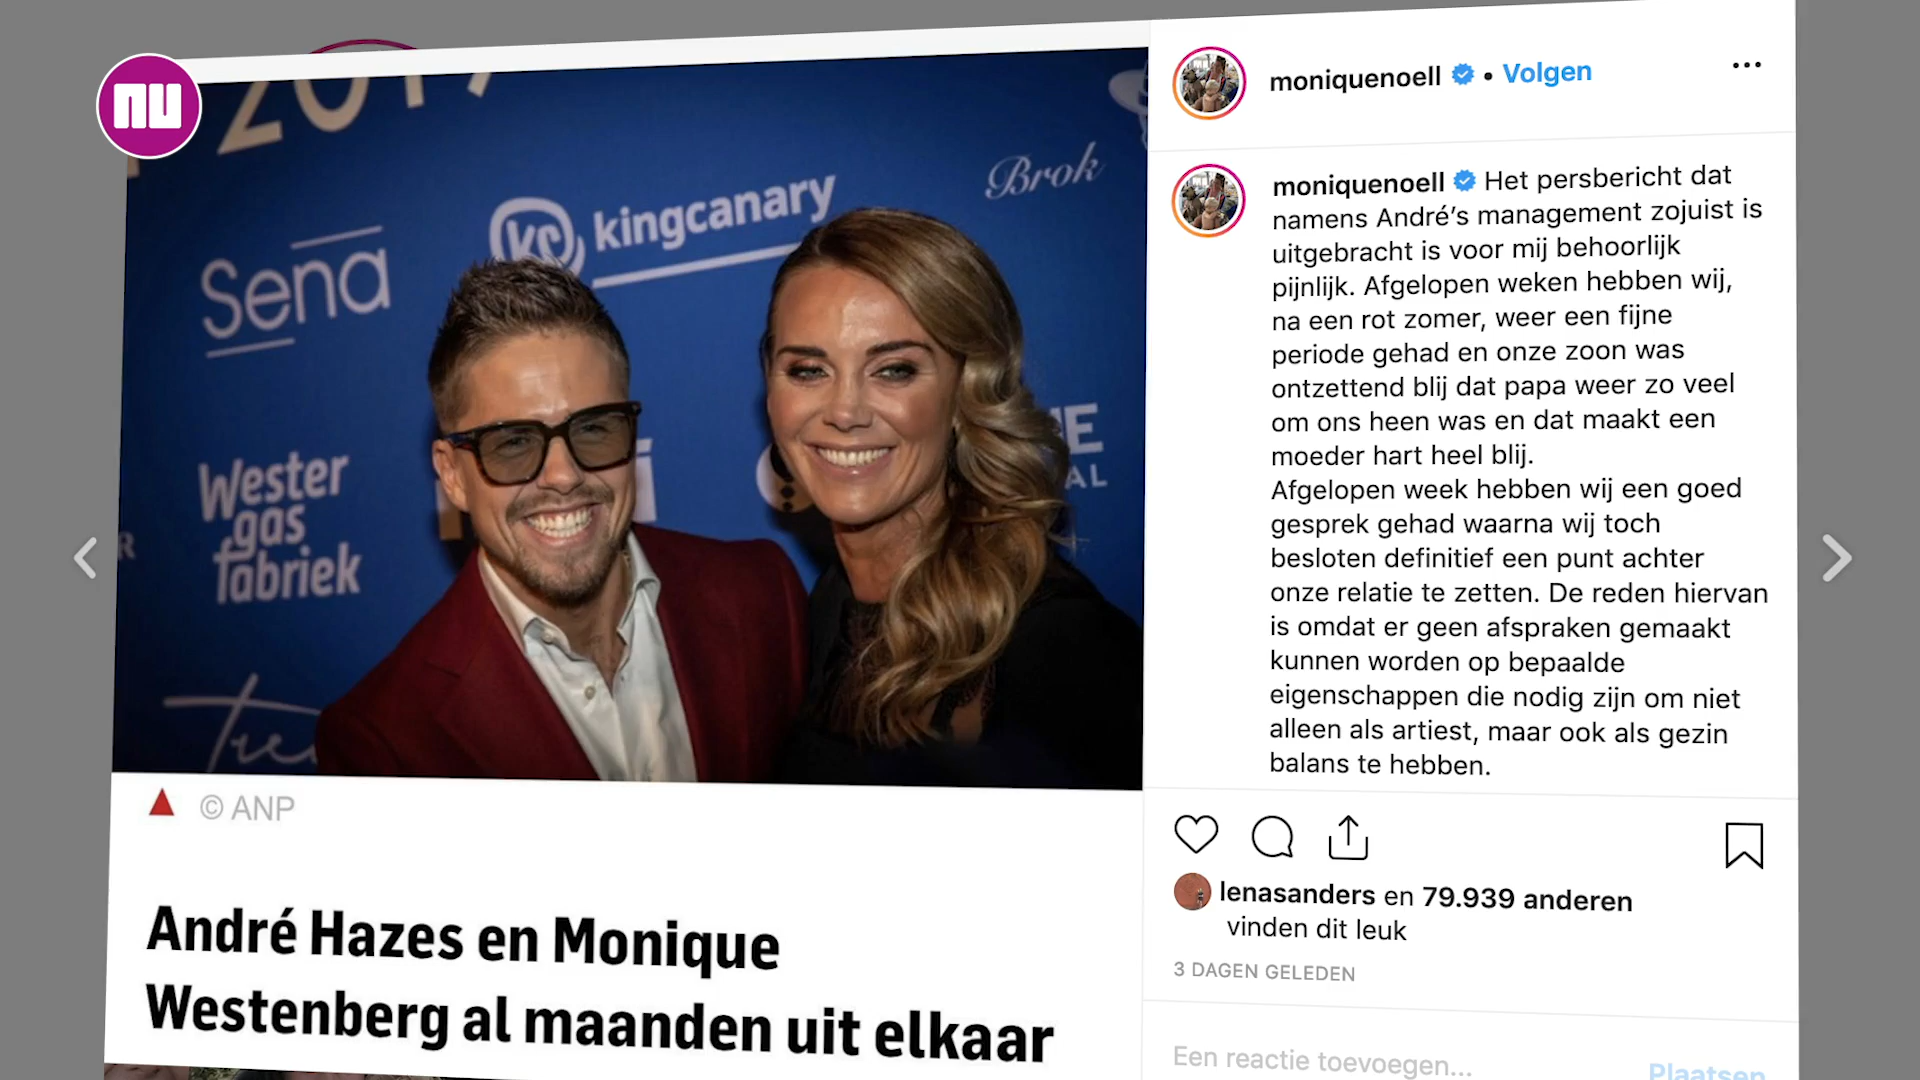 NU
2019
Sena
kc kingcanary
Brok
Wester
gas
fabriek
R
E
AL
© ANP
André Hazes en Monique
Westenberg al maanden uit elkaar
moniquenoell • Volgen
moniquenoell Het persbericht dat
namens André’s management zojuist is
uitgebracht is voor mij behoorlijk
pijnlijk. Afgelopen weken hebben wij,
na een rot zomer, weer een fijne
periode gehad en onze zoon was
ontzettend blij dat papa weer zo veel
om ons heen was en dat maakt een
moeder hart heel blij.
Afgelopen week hebben wij een goed
gesprek gehad waarna wij toch
besloten definitief een punt achter
onze relatie te zetten. De reden hiervan
is omdat er geen afspraken gemaakt
kunnen worden op bepaalde
eigenschappen die nodig zijn om niet
alleen als artiest, maar ook als gezin
balans te hebben.
lenasanders en 79.939 anderen
vinden dit leuk
3 DAGEN GELEDEN
Een reactie toevoegen...
Plaatsen